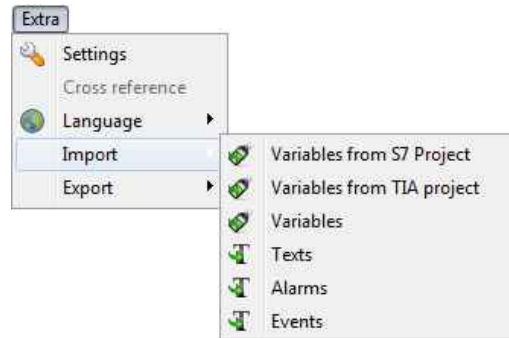 Extra
Settings
Cross reference
Language
Import
Export
Variables from S7 Project
Variables from TIA project
Variables
Texts
Alarms
Events